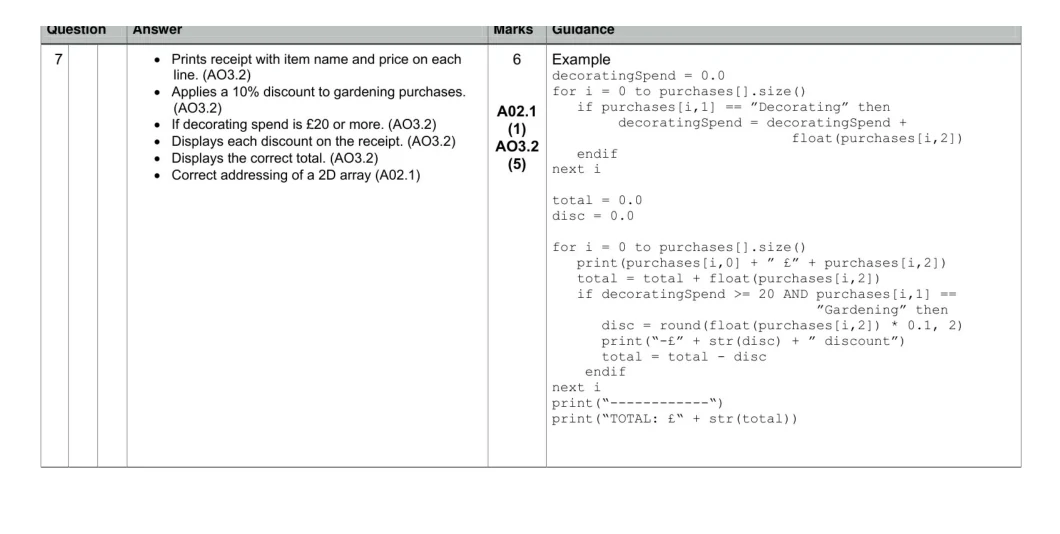 Question Answer Marks Guidance
7
• Prints receipt with item name and price on each
line. (AO3.2)
• Applies a 10% discount to gardening purchases.
(AO3.2)
• If decorating spend is £20 or more. (AO3.2)
• Displays each discount on the receipt. (AO3.2)
• Displays the correct total. (AO3.2)
• Correct addressing of a 2D array (A02.1)
6
A02.1
(1)
AO3.2
(5)
Example
decoratingSpend = 0.0
for i = 0 to purchases[].size()
if purchases[i,1] == ”Decorating” then
decoratingSpend = decoratingSpend +
float(purchases[i,2])
endif
next i
total = 0.0
disc = 0.0
for i = 0 to purchases[].size()
print(purchases[i,0] + ” £” + purchases[i,2])
total = total + float(purchases[i,2])
if decoratingSpend >= 20 AND purchases[i,1] ==
”Gardening” then
disc = round(float(purchases[i,2]) * 0.1, 2)
print(“-£” + str(disc) + ” discount”)
total = total - disc
endif
next i
print(“------------“)
print(“TOTAL: £“ + str(total))